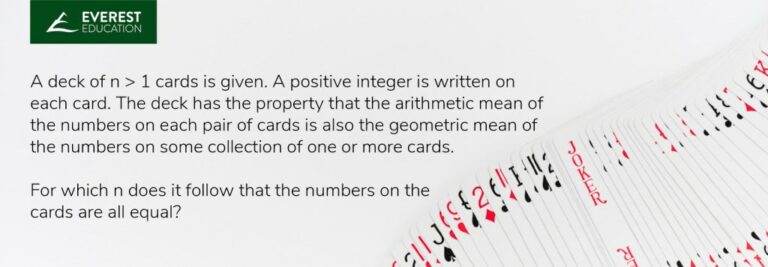 EVEREST
EDUCATION
A deck of n > 1 cards is given. A positive integer is written on
each card. The deck has the property that the arithmetic mean of
the numbers on each pair of cards is also the geometric mean of
the numbers on some collection of one or more cards.
For which n does it follow that the numbers on the
cards are all equal?
J
2
JOKER
K